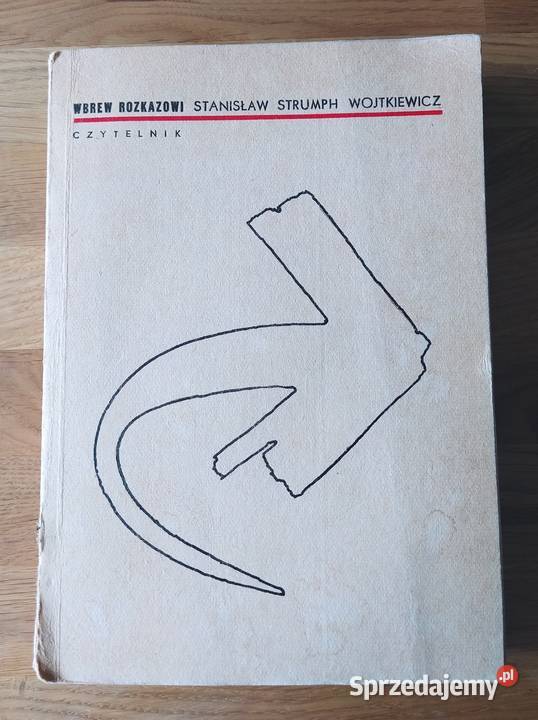 WBREW ROZKAZOWI STANISŁAW STRUMPH WOJTKIEWICZ
CZYTELNIK
Sprzedajemy.pl